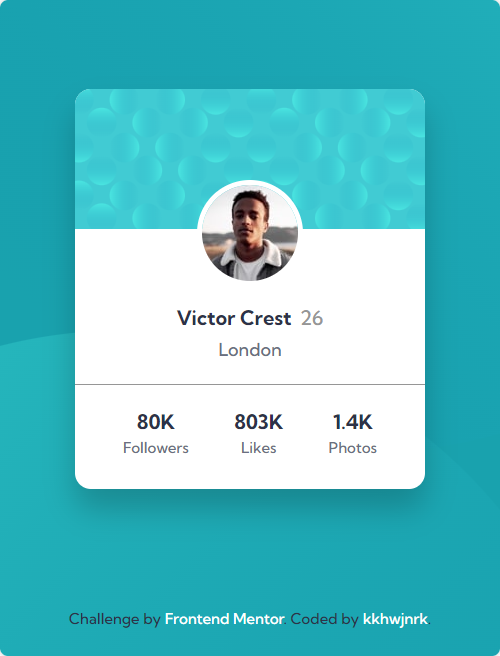 Victor Crest 26
London
80K 803K 1.4K
Followers Likes Photos
Challenge by Frontend Mentor. Coded by kkhwjnrk.